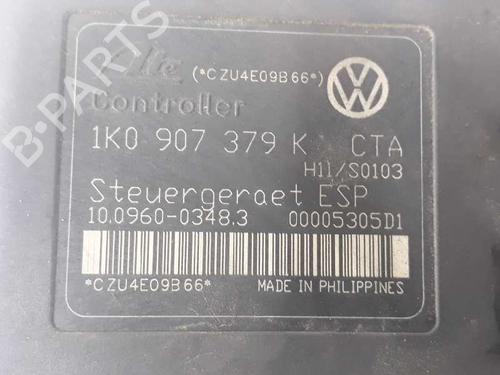 Ate (*CZU4E09B66*)
Controller
1K0 907 379 K CTA
H11/S0103
Steuergeraet ESP
10.0960-0348.3 00005305D1
*CZU4E09B66* MADE IN PHILIPPINES
B-PARTS